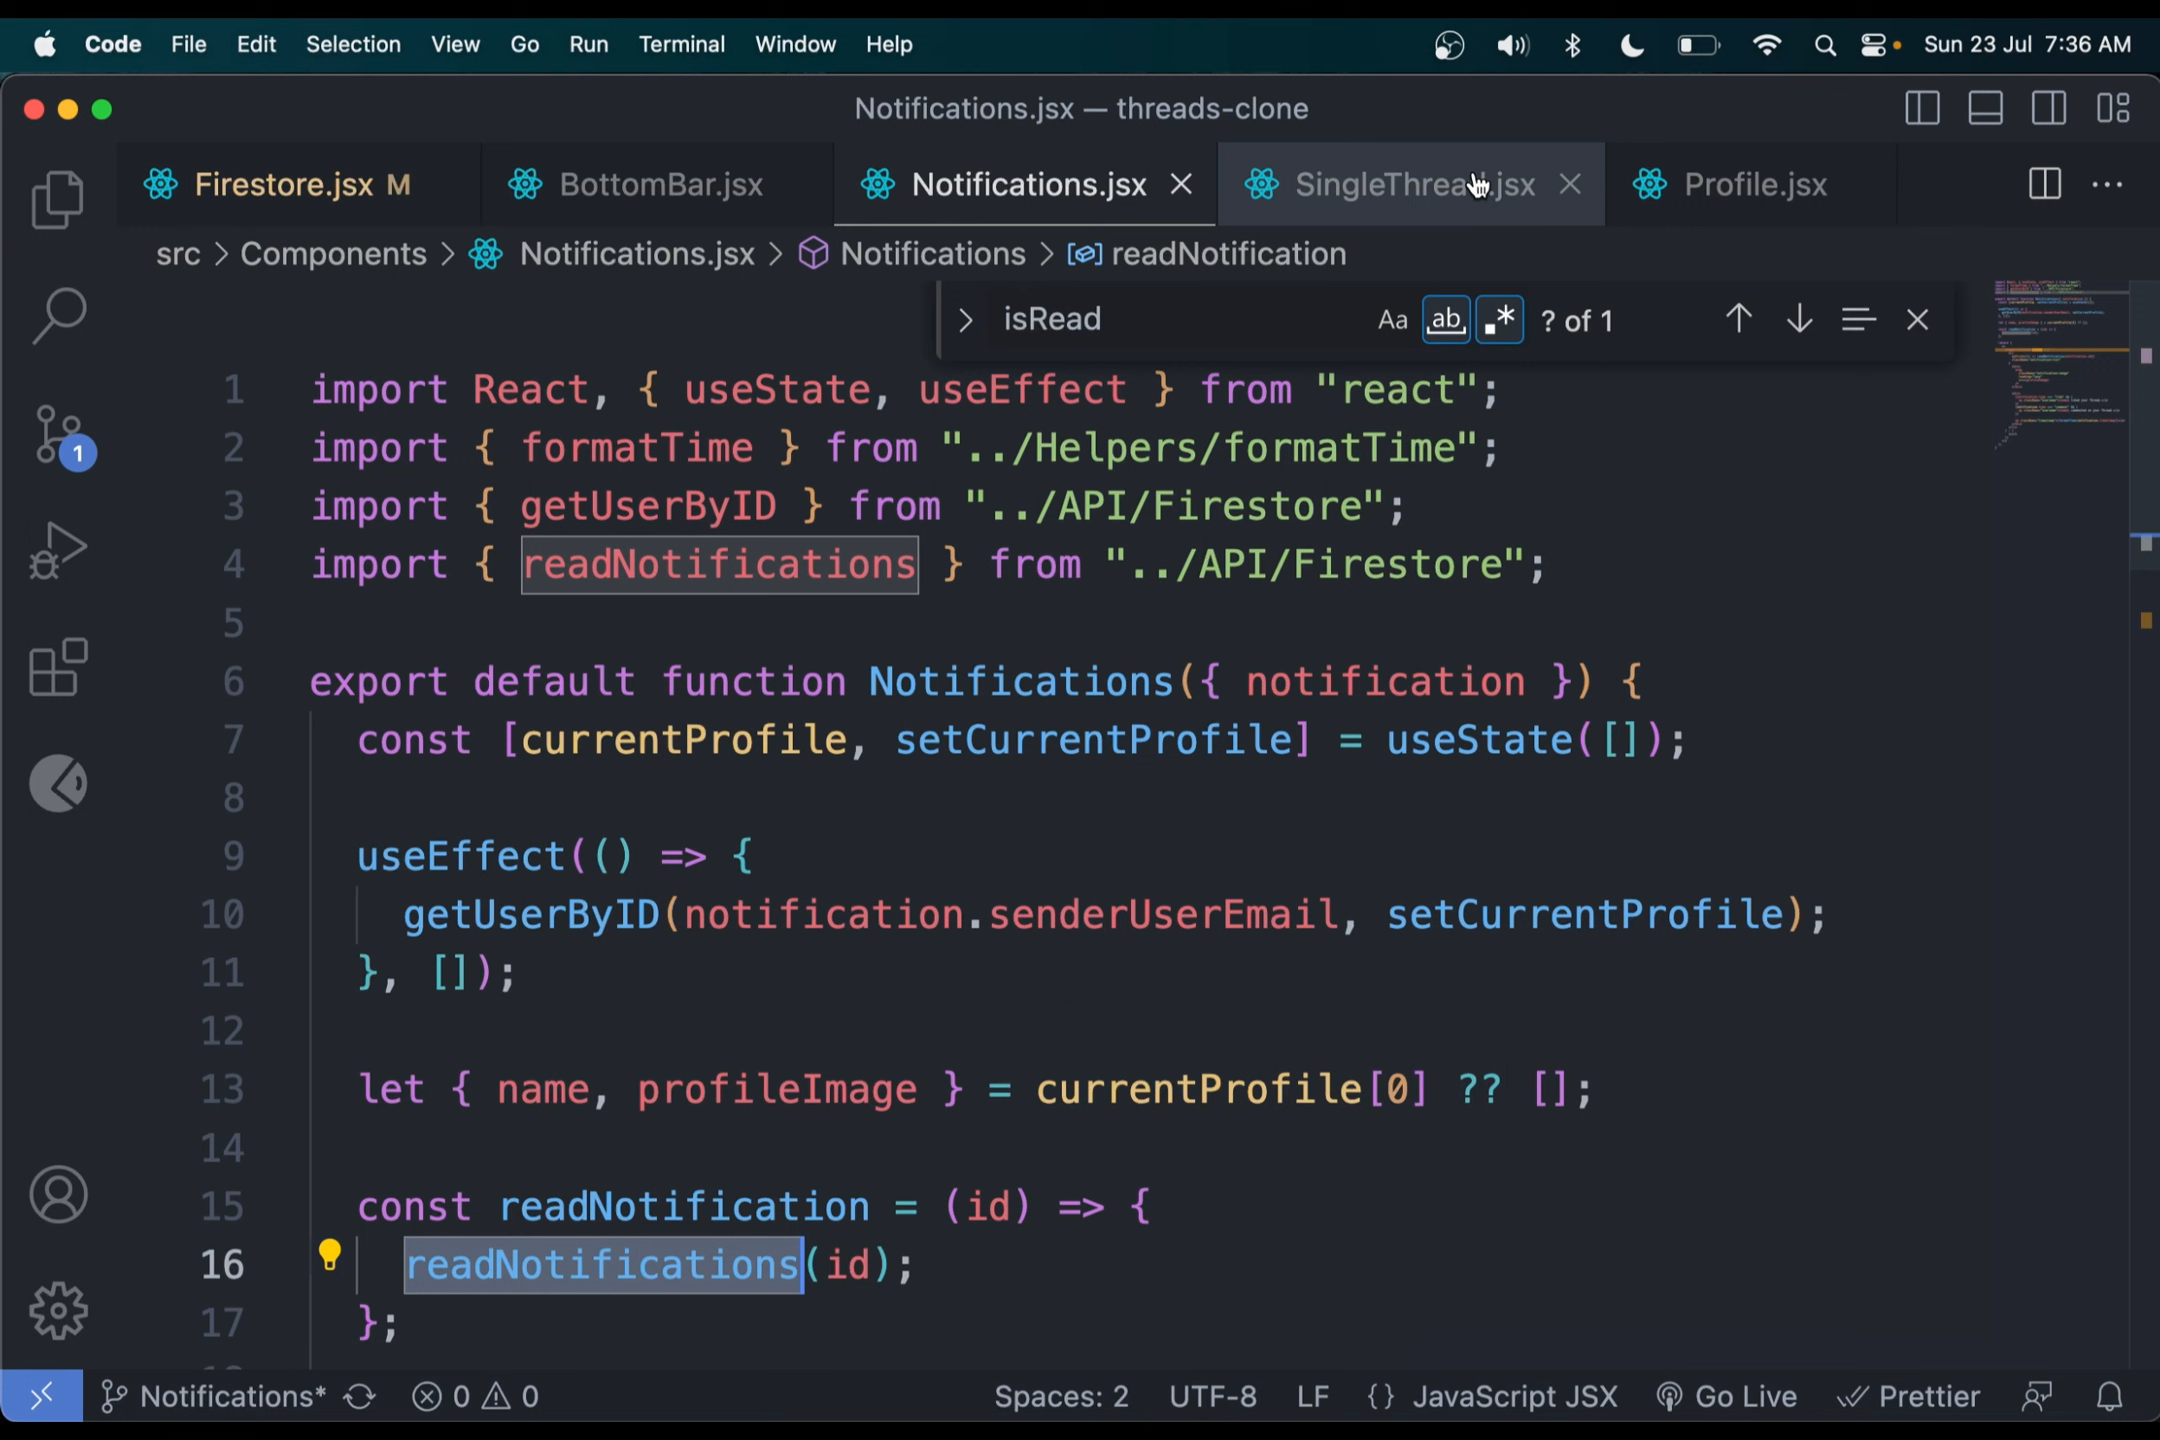 Code File Edit Selection View Go Run Terminal Window Help Sun 23 Jul 7:36 AM
Notifications.jsx — threads-clone
Firestore.jsx M BottomBar.jsx Notifications.jsx SingleThread.jsx Profile.jsx ...
src > Components > Notifications.jsx > Notifications > readNotification
> isRead Aa ab .* ? of 1
1 import React, { useState, useEffect } from "react";
2 import { formatTime } from "../Helpers/formatTime";
3 import { getUserByID } from "../API/Firestore";
4 import { readNotifications } from "../API/Firestore";
5
6 export default function Notifications({ notification }) {
7 const [currentProfile, setCurrentProfile] = useState([]);
8
9 useEffect(() => {
10 getUserByID(notification.senderUserEmail, setCurrentProfile);
11 }, []);
12
13 let { name, profileImage } = currentProfile[0] ?? [];
14
15 const readNotification = (id) => {
16 readNotifications(id);
17 };
1
Notifications* 0 0 Spaces: 2 UTF-8 LF {} JavaScript JSX Go Live Prettier